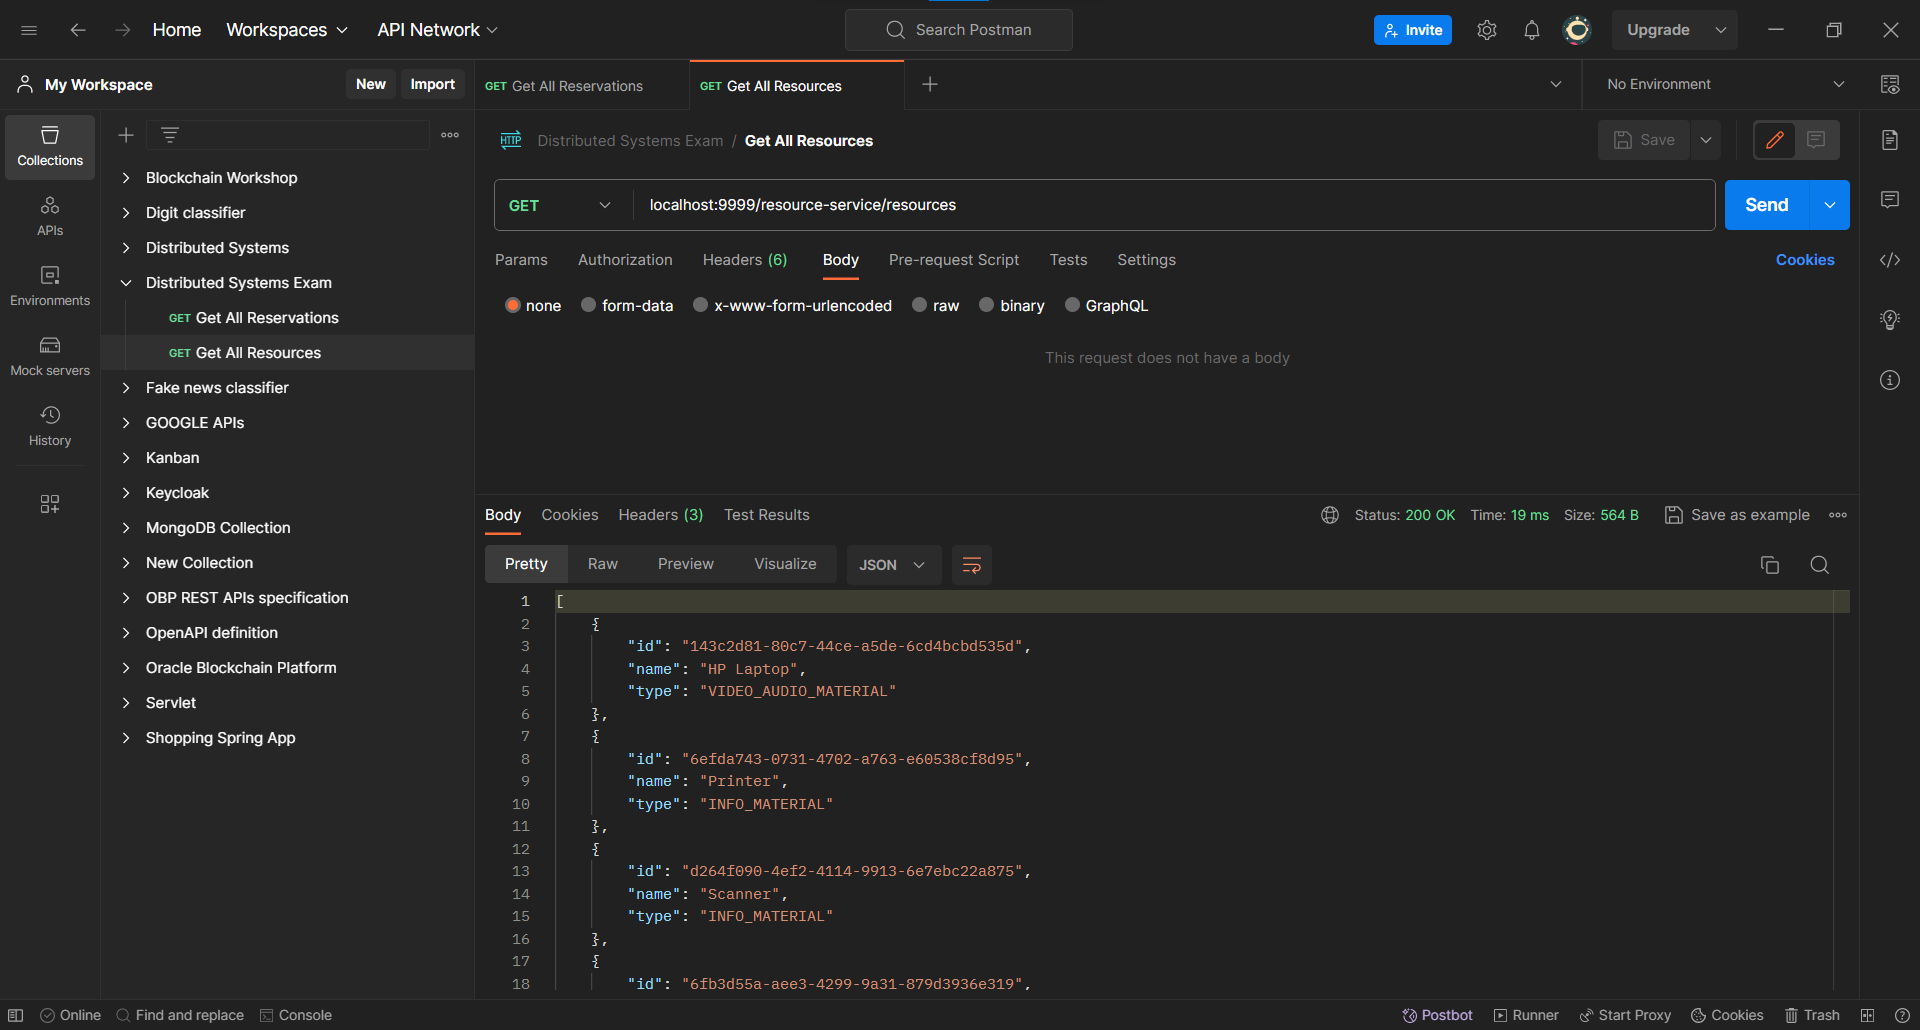 Home
Workspaces
API Network
Search Postman
Invite
Upgrade
My Workspace
New
Import
GET Get All Reservations
GET Get All Resources
No Environment
Collections
APIs
Environments
Mock servers
History
Blockchain Workshop
Digit classifier
Distributed Systems
Distributed Systems Exam
GET Get All Reservations
GET Get All Resources
Fake news classifier
GOOGLE APIs
Kanban
Keycloak
MongoDB Collection
New Collection
OBP REST APIs specification
OpenAPI definition
Oracle Blockchain Platform
Servlet
Shopping Spring App
HTTP Distributed Systems Exam / Get All Resources
Save
GET localhost:9999/resource-service/resources
Send
Params Authorization Headers (6) Body Pre-request Script Tests Settings
Cookies
none form-data x-www-form-urlencoded raw binary GraphQL
This request does not have a body
Body Cookies Headers (3) Test Results
Status: 200 OK Time: 19 ms Size: 564 B Save as example
Pretty Raw Preview Visualize JSON
1 [
2 {
3 "id": "143c2d81-80c7-44ce-a5de-6cd4bcbd535d",
4 "name": "HP Laptop",
5 "type": "VIDEO_AUDIO_MATERIAL"
6 },
7 {
8 "id": "6efda743-0731-4702-a763-e60538cf8d95",
9 "name": "Printer",
10 "type": "INFO_MATERIAL"
11 },
12 {
13 "id": "d264f090-4ef2-4114-9913-6e7ebc22a875",
14 "name": "Scanner",
15 "type": "INFO_MATERIAL"
16 },
17 {
18 "id": "6fb3d55a-aee3-4299-9a31-879d3936e319",
Online Find and replace Console
Postbot Runner Start Proxy Cookies Trash